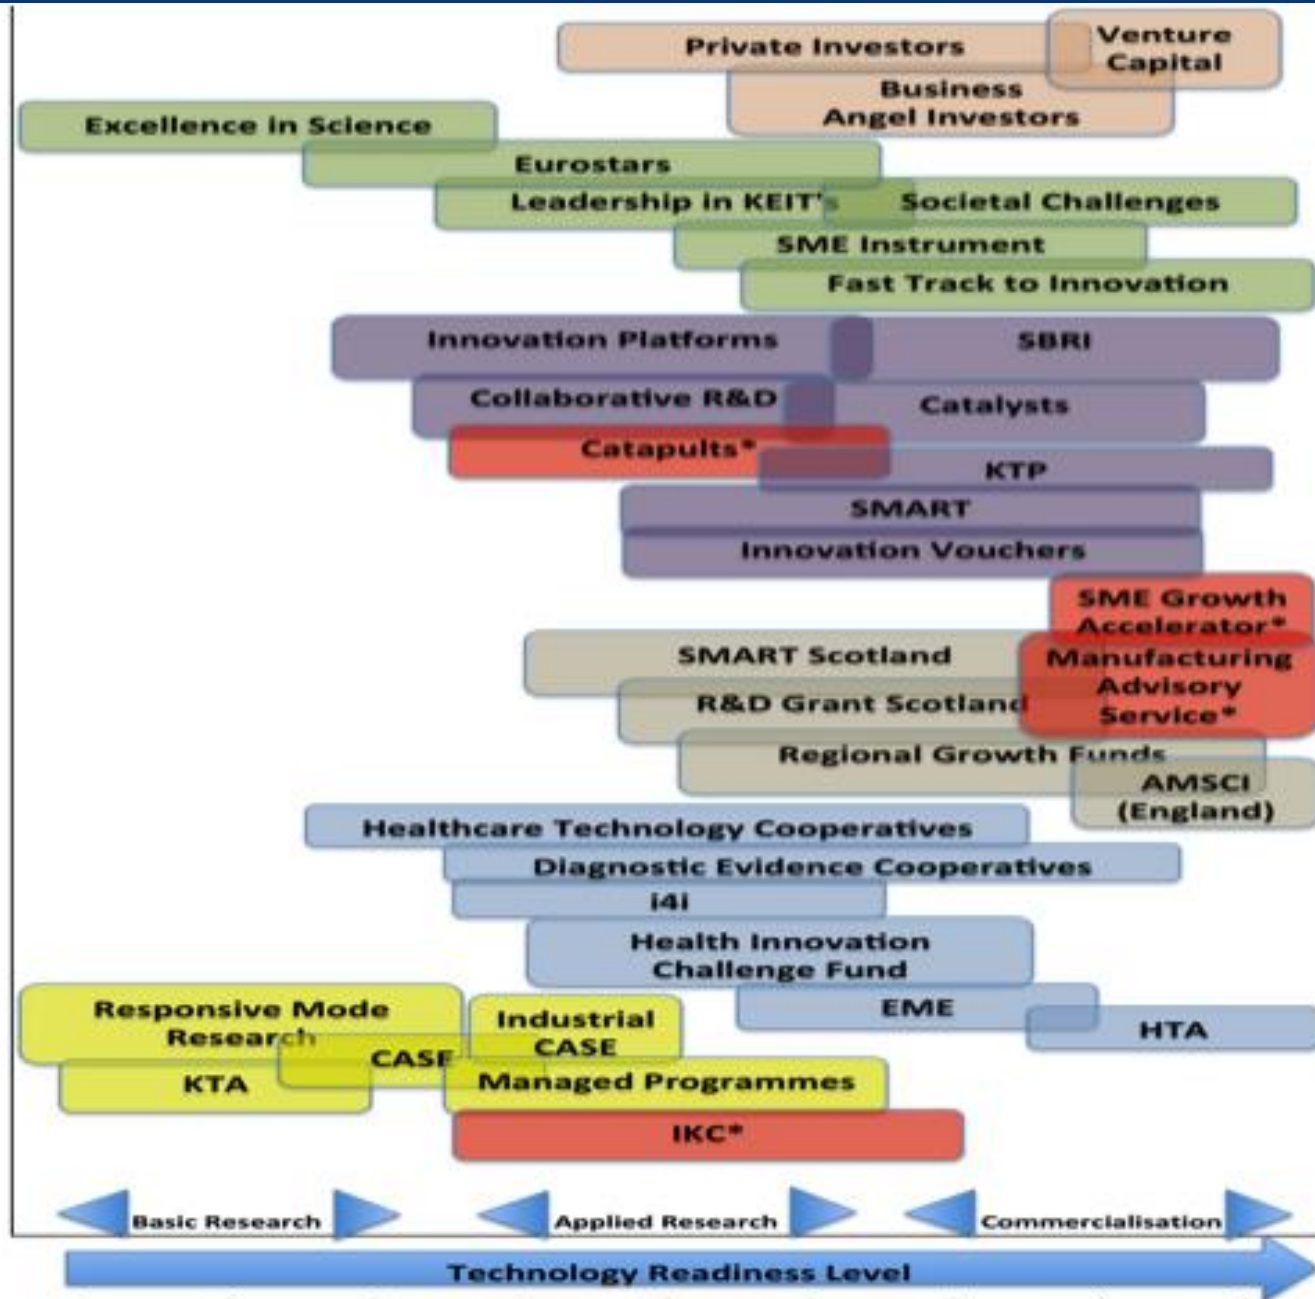 Private Investors
Venture
Capital
Business
Angel Investors
Excellence in Science
Eurostars
Leadership in KEIT's
Societal Challenges
SME Instrument
Fast Track to Innovation
Innovation Platforms
SBRI
Collaborative R&D
Catalysts
Catapults*
KTP
SMART
Innovation Vouchers
SME Growth
Accelerator*
SMART Scotland
Manufacturing
Advisory
Service*
R&D Grant Scotland
Regional Growth Funds
AMSCI
(England)
Healthcare Technology Cooperatives
Diagnostic Evidence Cooperatives
i4i
Health Innovation
Challenge Fund
EME
HTA
Responsive Mode
Research
Industrial
CASE
CASE
KTA
Managed Programmes
IKC*
Basic Research
Applied Research
Commercialisation
Technology Readiness Level